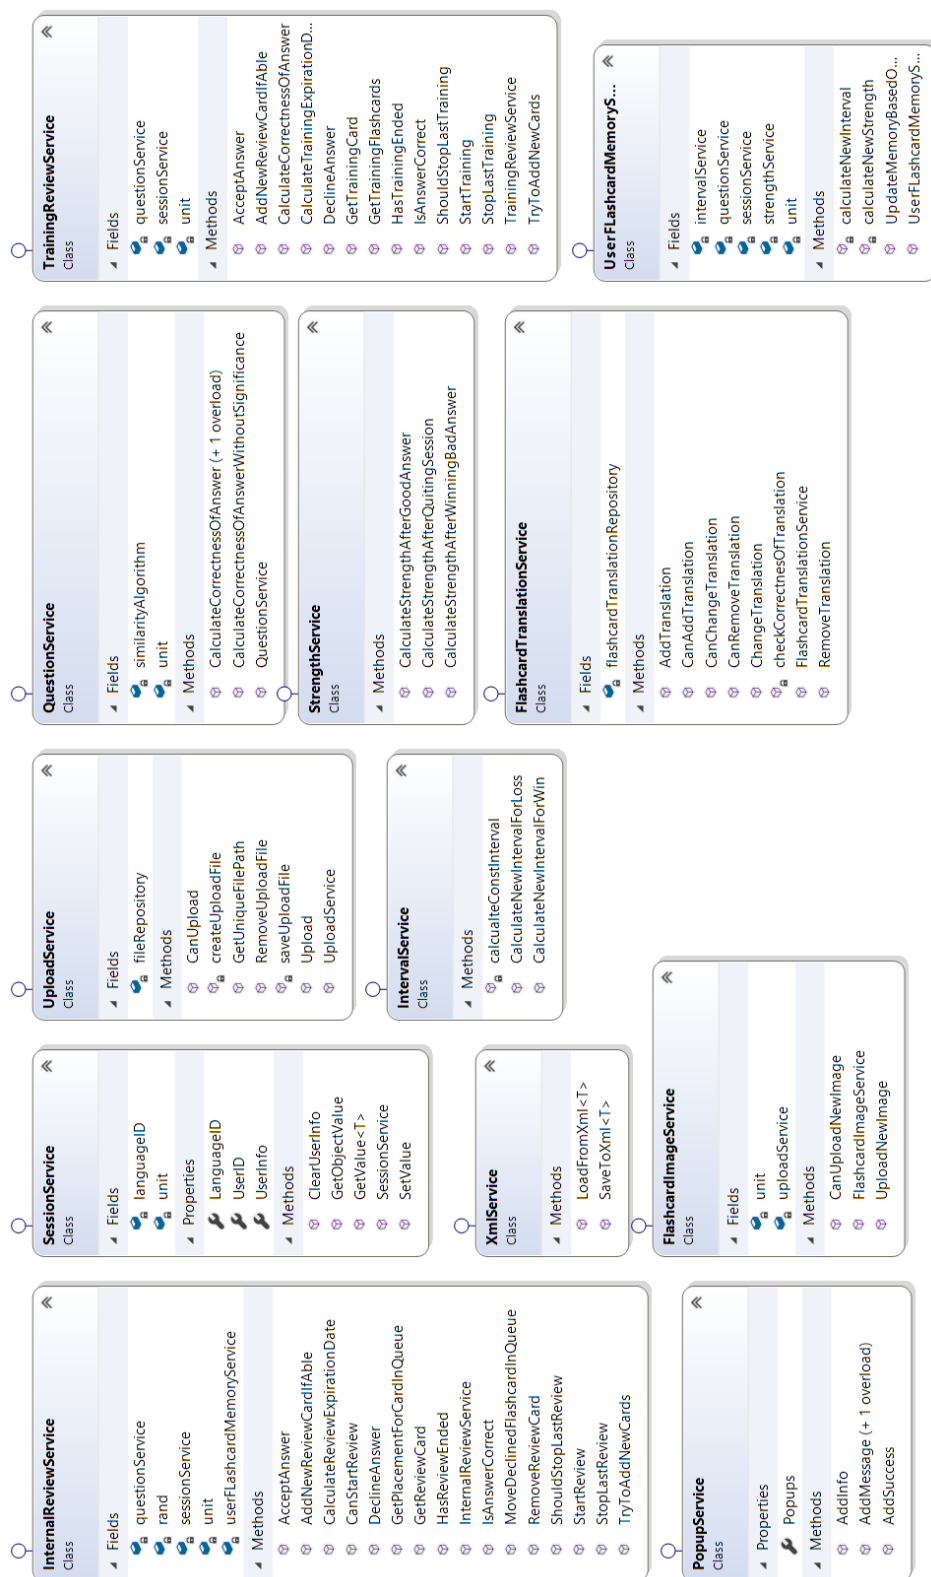 InternalReviewService
Class
Fields
questionService
rand
sessionService
unit
userFLashcardMemoryService
Methods
AcceptAnswer
AddNewReviewCardIfAble
CalculateReviewExpirationDate
CanStartReview
DeclineAnswer
GetPlacementForCardInQueue
GetReviewCard
HasReviewEnded
InternalReviewService
IsAnswerCorrect
MoveDeclinedFlashcardInQueue
RemoveReviewCard
ShouldStopLastReview
StartReview
StopLastReview
TryToAddNewCards
PopupService
Class
Properties
Popups
Methods
AddInfo
AddMessage (+ 1 overload)
AddSuccess
SessionService
Class
Fields
languageID
unit
Properties
LanguageID
UserID
UserInfo
Methods
ClearUserInfo
GetObjectValue
GetValue<T>
SessionService
SetValue
XmlService
Class
Methods
LoadFromXml<T>
SaveToXml<T>
FlashcardImageService
Class
Fields
unit
uploadService
Methods
CanUploadNewImage
FlashcardImageService
UploadNewImage
UploadService
Class
Fields
fileRepository
Methods
CanUpload
createUploadFile
GetUniqueFilePath
RemoveUploadFile
saveUploadFile
Upload
UploadService
IntervalService
Class
Methods
calcualteConstInterval
CalculateNewIntervalForLoss
CalculateNewIntervalForWin
QuestionService
Class
Fields
similarityAlgorithm
unit
Methods
CalculateCorrectnessOfAnswer (+ 1 overload)
CalculateCorrectnessOfAnswerWithoutSignificance
QuestionService
StrengthService
Class
Methods
CalculateStrengthAfterGoodAnswer
CalculateStrengthAfterQuitingSession
CalculateStrengthAfterWinningBadAnswer
FlashcardTranslationService
Class
Fields
flashcardTranslationRepository
Methods
AddTranslation
CanAddTranslation
CanChangeTranslation
CanRemoveTranslation
ChangeTranslation
checkCorrectnesOfTranslation
FlashcardTranslationService
RemoveTranslation
TrainingReviewService
Class
Fields
questionService
sessionService
unit
Methods
AcceptAnswer
AddNewReviewCardIfAble
CalculateCorrectnessOfAnswer
CalculateTrainingExpirationD...
DeclineAnswer
GetTrainingCard
GetTrainingFlashcards
HasTrainingEnded
IsAnswerCorrect
ShouldStopLastTraining
StartTraining
StopLastTraining
TrainingReviewService
TryToAddNewCards
UserFLashcardMemoryS...
Class
Fields
intervalService
questionService
sessionService
strengthService
unit
Methods
calculateNewInterval
calculateNewStrength
UpdateMemoryBasedO...
UserFLashcardMemoryS...